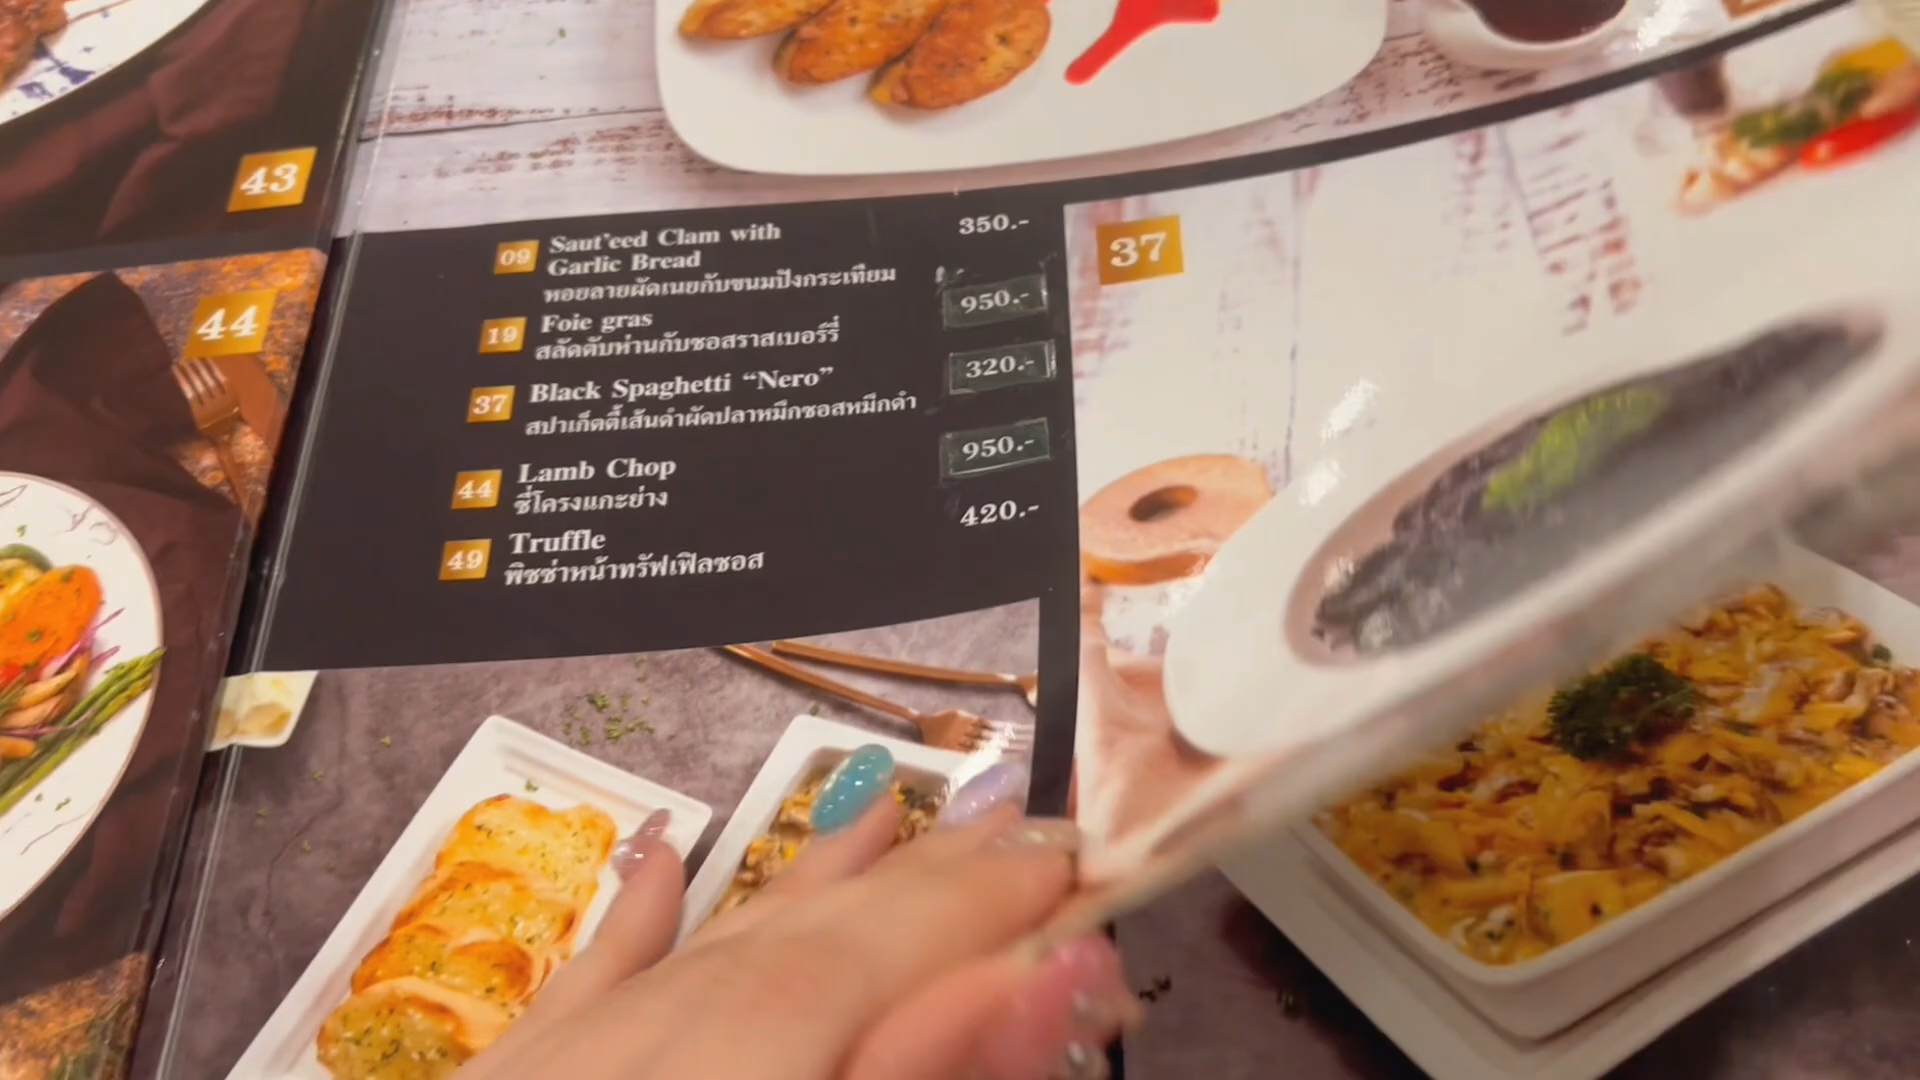 43
44
09 Saut'eed Clam with 350.-
Garlic Bread
หอยลายผัดเนยกับขนมปังกระเทียม
19 Foie gras 950.-
สลัดตับห่านกับซอสราสเบอร์รี่
37 Black Spaghetti “Nero” 320.-
สปาเก็ตตี้เส้นดำผัดปลาหมึกซอสหมึกดำ
44 Lamb Chop 950.-
ซี่โครงแกะย่าง
49 Truffle 420.-
พิซซ่าหน้าทรัฟเฟิลซอส
37